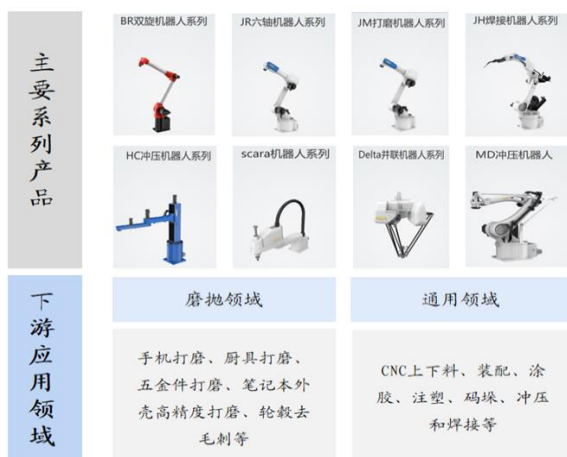 主要系列产品
BR双旋机器人系列
JR六轴机器人系列
JM打磨机器人系列
JH焊接机器人系列
HC冲压机器人系列
scara机器人系列
Delta并联机器人系列
MD冲压机器人
下游应用领域
磨抛领域
通用领域
手机打磨、厨具打磨、
五金件打磨、笔记本外
壳高精度打磨、轮毂去
毛刺等
CNC上下料、装配、涂
胶、注塑、码垛、冲压
和焊接等